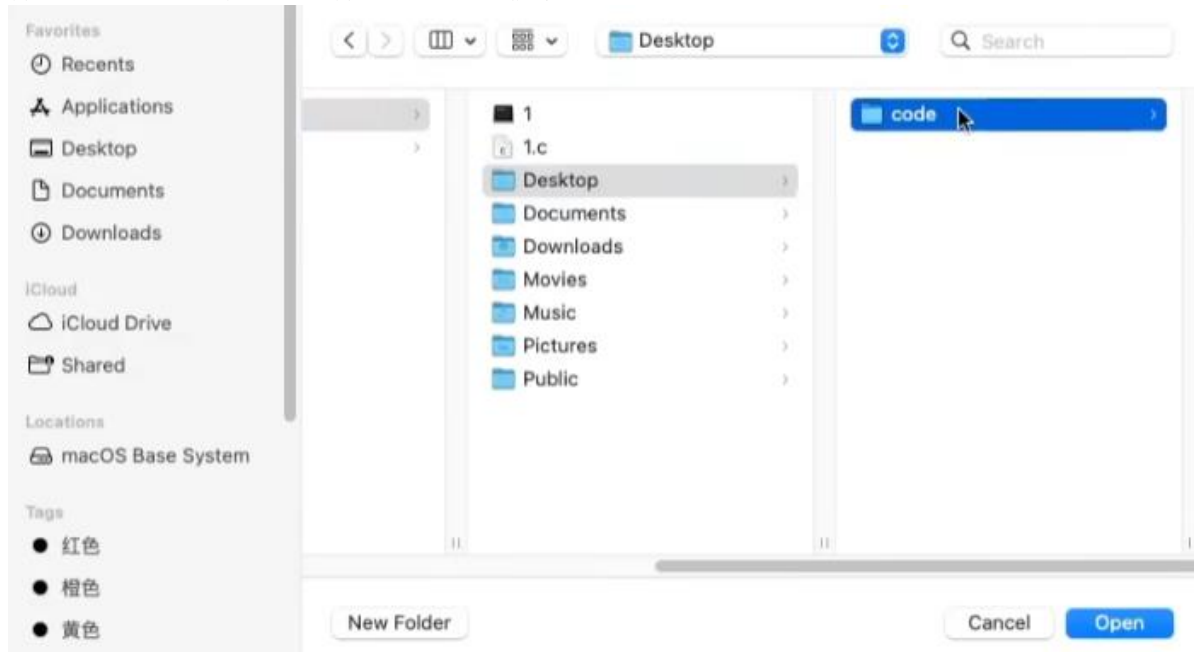 Favorites
Recents
Applications
Desktop
Documents
Downloads
iCloud
iCloud Drive
Shared
Locations
macOS Base System
Tags
红色
橙色
黄色
Desktop
Search
1
1.c
Desktop
Documents
Downloads
Movies
Music
Pictures
Public
code
New Folder
Cancel
Open